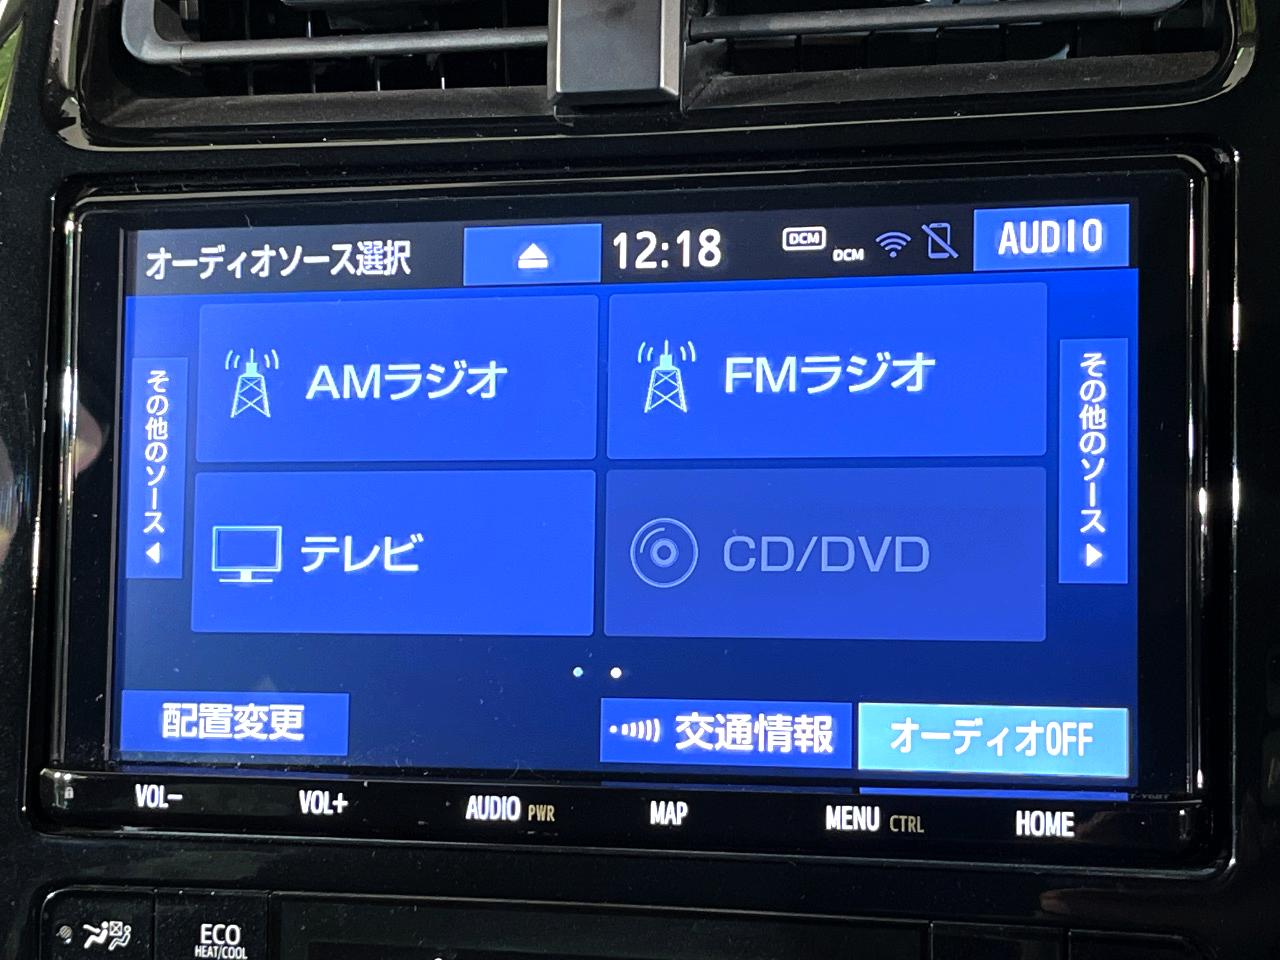 オーディオソース選択
12:18
DCM
DCM
AUDIO
その他のソース
AMラジオ
FMラジオ
その他のソース
テレビ
CD/DVD
配置変更
交通情報
オーディオOFF
VOL-
VOL+
AUDIO PWR
MAP
MENU CTRL
HOME
ECO
HEAT/COOL